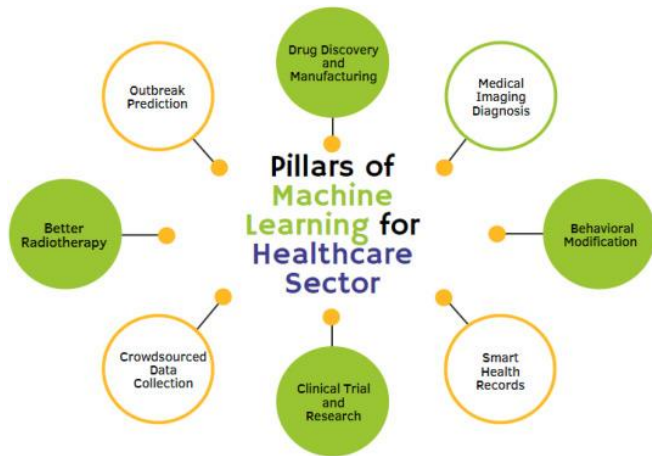 Drug Discovery
and
Manufacturing
Outbreak
Prediction
Medical
Imaging
Diagnosis
Pillars of
Machine
Learning for
Healthcare
Sector
Better
Radiotherapy
Behavioral
Modification
Crowdsourced
Data
Collection
Clinical Trial
and
Research
Smart
Health
Records